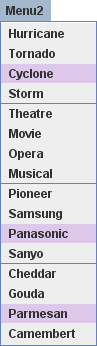 Menu2
Hurricane
Tornado
Cyclone
Storm
Theatre
Movie
Opera
Musical
Pioneer
Samsung
Panasonic
Sanyo
Cheddar
Gouda
Parmesan
Camembert